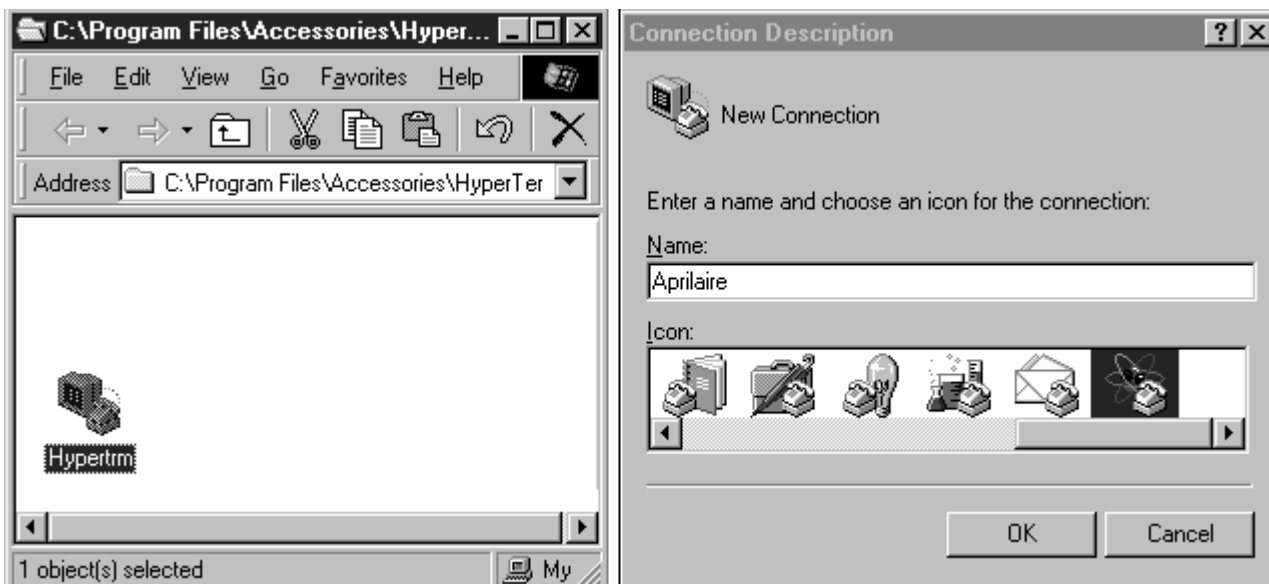 C:\Program Files\Accessories\Hyper...
File Edit View Go Favorites Help
Address C:\Program Files\Accessories\HyperTer
Hypertrm
1 object(s) selected My
Connection Description
New Connection
Enter a name and choose an icon for the connection:
Name:
Aprilaire
Icon:
OK Cancel